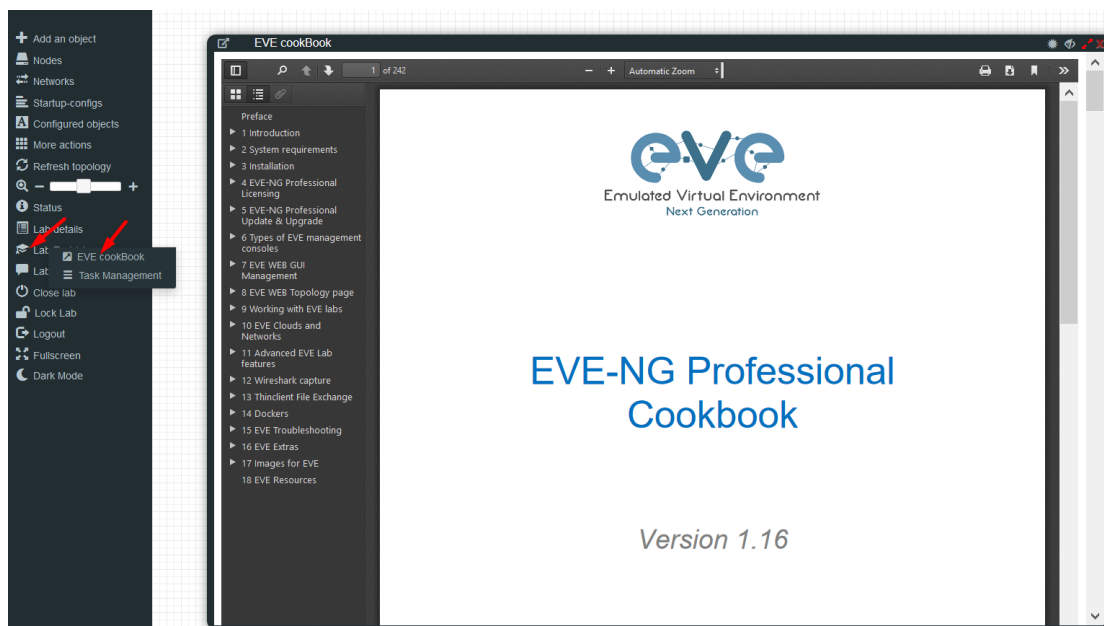 Add an object
Nodes
Networks
Startup-configs
Configured objects
More actions
Refresh topology
Status
Lab details
Lab
EVE cookBook
Lab
Task Management
Close lab
Lock Lab
Logout
Fullscreen
Dark Mode
EVE cookBook
1 of 242
Automatic Zoom
Preface
1 Introduction
2 System requirements
3 Installation
4 EVE-NG Professional
Licensing
5 EVE-NG Professional
Update & Upgrade
6 Types of EVE management
consoles
7 EVE WEB GUI
Management
8 EVE WEB Topology page
9 Working with EVE labs
10 EVE Clouds and
Networks
11 Advanced EVE Lab
features
12 Wireshark capture
13 Thinclient File Exchange
14 Dockers
15 EVE Troubleshooting
16 EVE Extras
17 Images for EVE
18 EVE Resources
eve
Emulated Virtual Environment
Next Generation
EVE-NG Professional
Cookbook
Version 1.16